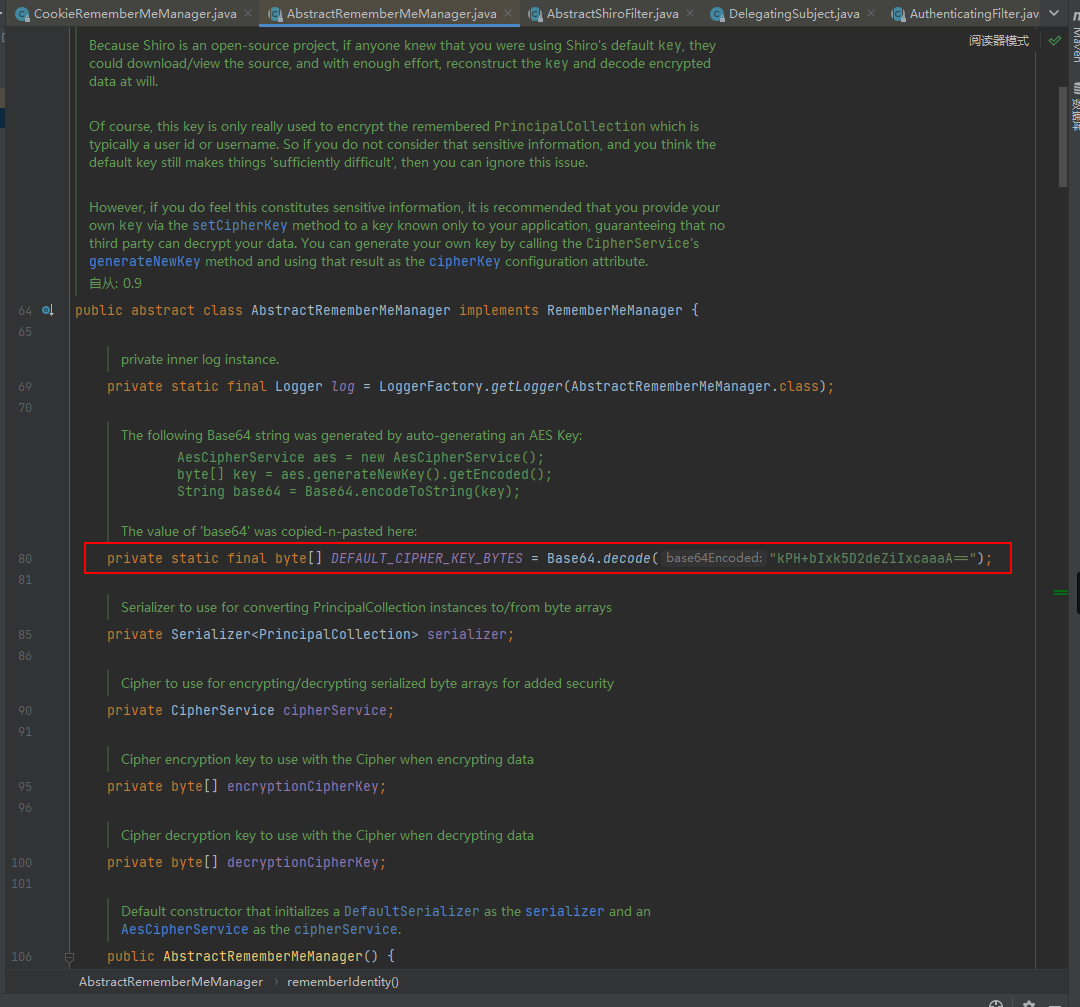 CookieRememberMeManager.java × AbstractRememberMeManager.java × AbstractShiroFilter.java × DelegatingSubject.java × AuthenticatingFilter.jav
阅读器模式
Maven
数据库
Because Shiro is an open-source project, if anyone knew that you were using Shiro's default key, they
could download/view the source, and with enough effort, reconstruct the key and decode encrypted
data at will.
Of course, this key is only really used to encrypt the remembered PrincipalCollection which is
typically a user id or username. So if you do not consider that sensitive information, and you think the
default key still makes things 'sufficiently difficult', then you can ignore this issue.
However, if you do feel this constitutes sensitive information, it is recommended that you provide your
own key via the setCipherKey method to a key known only to your application, guaranteeing that no
third party can decrypt your data. You can generate your own key by calling the CipherService's
generateNewKey method and using that result as the cipherKey configuration attribute.
自从: 0.9
64 public abstract class AbstractRememberMeManager implements RememberMeManager {
65
private inner log instance.
69 private static final Logger log = LoggerFactory.getLogger(AbstractRememberMeManager.class);
70
The following Base64 string was generated by auto-generating an AES Key:
AesCipherService aes = new AesCipherService();
byte[] key = aes.generateNewKey().getEncoded();
String base64 = Base64.encodeToString(key);
The value of 'base64' was copied-n-pasted here:
80 private static final byte[] DEFAULT_CIPHER_KEY_BYTES = Base64.decode( base64Encoded: "kPH+bIxk5D2deZiIxcaaaA==");
81
Serializer to use for converting PrincipalCollection instances to/from byte arrays
85 private Serializer<PrincipalCollection> serializer;
86
Cipher to use for encrypting/decrypting serialized byte arrays for added security
90 private CipherService cipherService;
91
Cipher encryption key to use with the Cipher when encrypting data
95 private byte[] encryptionCipherKey;
96
Cipher decryption key to use with the Cipher when decrypting data
100 private byte[] decryptionCipherKey;
101
Default constructor that initializes a DefaultSerializer as the serializer and an
AesCipherService as the cipherService.
106 public AbstractRememberMeManager() {
AbstractRememberMeManager › rememberIdentity()